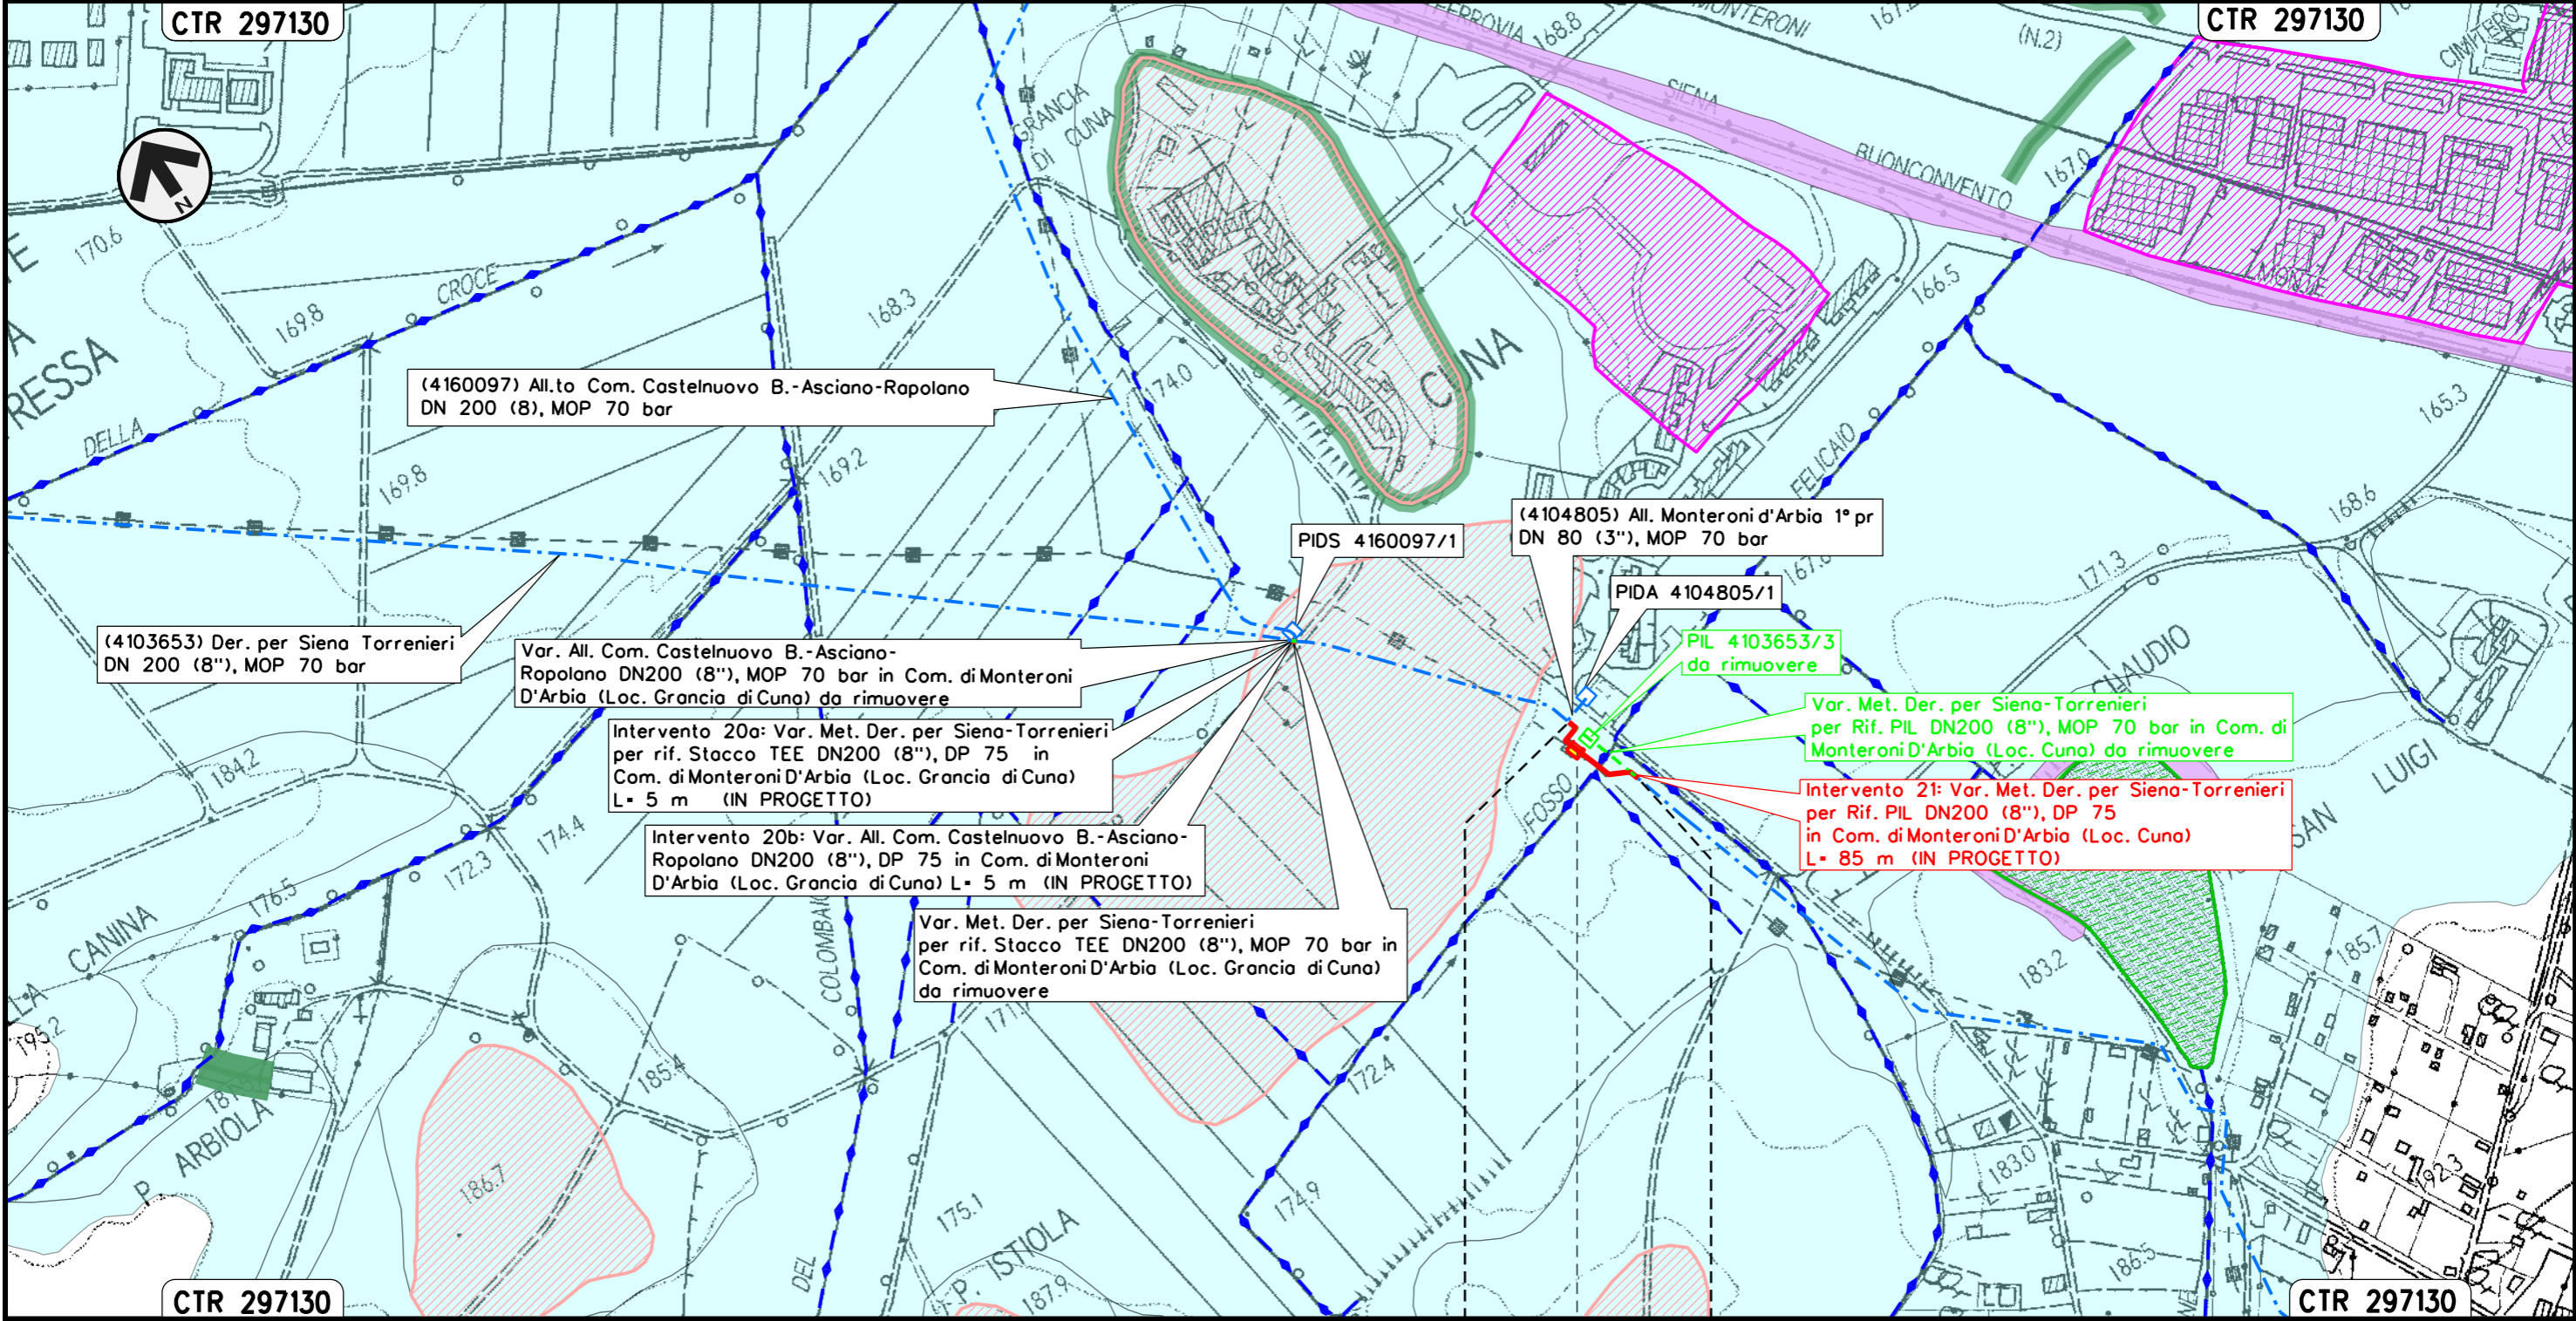 CTR 297130
CTR 297130
FERROVIA
168.8
MONTERONI
(N.2)
CIMITERO
SIENA
BUONCONVENTO
167.0
MONTE
GRANCIA
DI CUNA
N
170.6
RESSA
CROCE
169.8
168.3
DELLA
169.8
169.2
174.0
CUNA
166.5
165.3
168.6
171.3
FELICAIO
(4160097) All.to Com. Castelnuovo B.-Asciano-Rapolano
DN 200 (8), MOP 70 bar
PIDS 4160097/1
(4104805) All. Monteroni d'Arbia 1° pr
DN 80 (3"), MOP 70 bar
PIDA 4104805/1
(4103653) Der. per Siena Torrenieri
DN 200 (8"), MOP 70 bar
Var. All. Com. Castelnuovo B.-Asciano-
Ropolano DN200 (8"), MOP 70 bar in Com. di Monteroni
D'Arbia (Loc. Grancia di Cuna) da rimuovere
PIL 4103653/3
da rimuovere
Var. Met. Der. per Siena-Torrenieri
per Rif. PIL DN200 (8"), MOP 70 bar in Com. di
Monteroni D'Arbia (Loc. Cuna) da rimuovere
Intervento 20a: Var. Met. Der. per Siena-Torrenieri
per rif. Stacco TEE DN200 (8"), DP 75 in
Com. di Monteroni D'Arbia (Loc. Grancia di Cuna)
L= 5 m (IN PROGETTO)
Intervento 21: Var. Met. Der. per Siena-Torrenieri
per Rif. PIL DN200 (8"), DP 75
in Com. di Monteroni D'Arbia (Loc. Cuna)
L= 85 m (IN PROGETTO)
Intervento 20b: Var. All. Com. Castelnuovo B.-Asciano-
Ropolano DN200 (8"), DP 75 in Com. di Monteroni
D'Arbia (Loc. Grancia di Cuna) L= 5 m (IN PROGETTO)
Var. Met. Der. per Siena-Torrenieri
per rif. Stacco TEE DN200 (8"), MOP 70 bar in
Com. di Monteroni D'Arbia (Loc. Grancia di Cuna)
da rimuovere
LUIGI
SAN
FOSSO
184.2
174.4
172.3
176.5
CANINA
195.2
COLOMBAIO
183.2
185.7
185.4
172.4
P. ARBIOLA
186.7
175.1
174.9
183.0
192.3
DEL
P. ISTIOLA
187.9
186.5
CTR 297130
CTR 297130